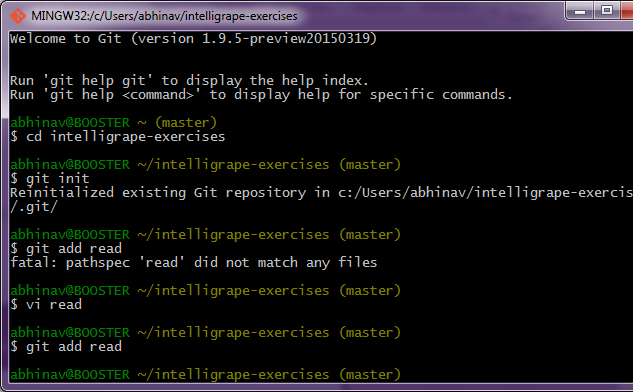 MINGW32:/c/Users/abhinav/intelligrape-exercises
Welcome to Git (version 1.9.5-preview20150319)
Run 'git help git' to display the help index.
Run 'git help <command>' to display help for specific commands.
abhinav@BOOSTER ~ (master)
$ cd intelligrape-exercises
abhinav@BOOSTER ~/intelligrape-exercises (master)
$ git init
Reinitialized existing Git repository in c:/Users/abhinav/intelligrape-exercis
/.git/
abhinav@BOOSTER ~/intelligrape-exercises (master)
$ git add read
fatal: pathspec 'read' did not match any files
abhinav@BOOSTER ~/intelligrape-exercises (master)
$ vi read
abhinav@BOOSTER ~/intelligrape-exercises (master)
$ git add read
abhinav@BOOSTER ~/intelligrape-exercises (master)